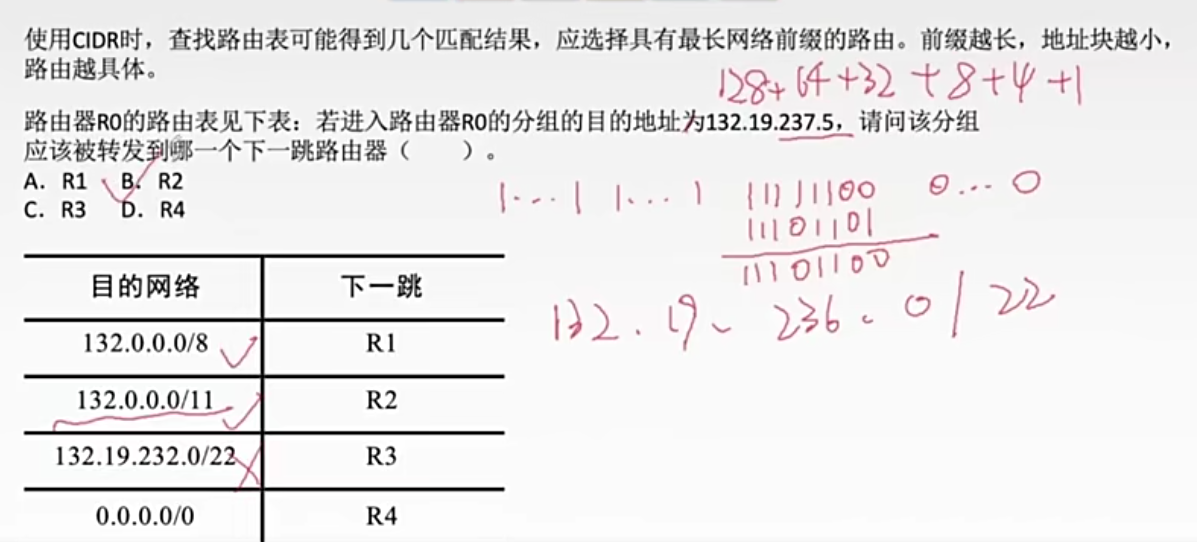 使用CIDR时，查找路由表可能得到几个匹配结果，应选择具有最长网络前缀的路由。前缀越长，地址块越小，
路由越具体。
128+64+32+8+4+1
路由器R0的路由表见下表：若进入路由器R0的分组的目的地址为132.19.237.5，请问该分组
应该被转发到哪一个下一跳路由器（ ）。
A. R1 B. R2
C. R3 D. R4
1...1 1...1 11111100 0...0
11101101
11101100
132.19.236.0/22
目的网络 下一跳
132.0.0.0/8 R1
132.0.0.0/11 R2
132.19.232.0/22 R3
0.0.0.0/0 R4